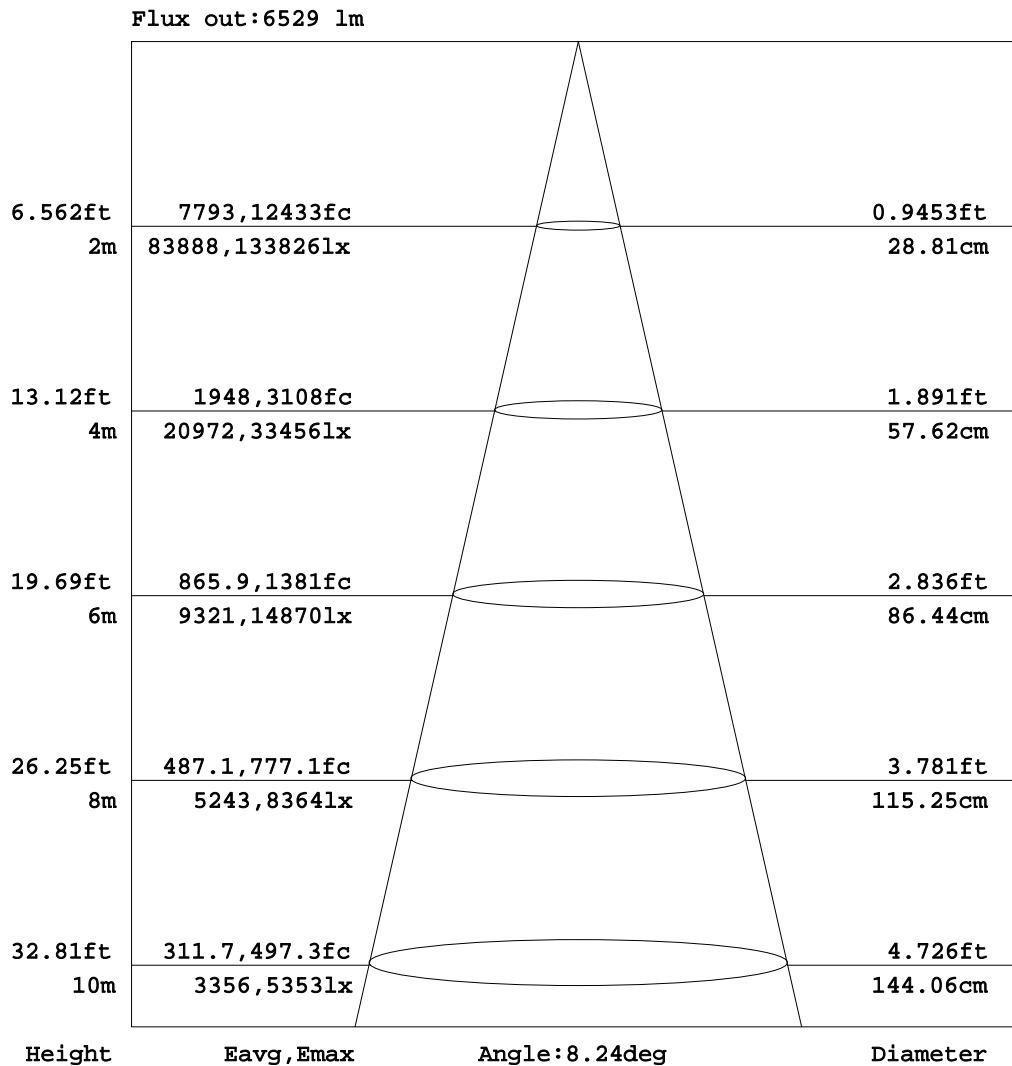 Flux out:6529 lm
6.562ft 7793,12433fc 0.9453ft
2m 83888,133826lx 28.81cm
13.12ft 1948,3108fc 1.891ft
4m 20972,33456lx 57.62cm
19.69ft 865.9,1381fc 2.836ft
6m 9321,14870lx 86.44cm
26.25ft 487.1,777.1fc 3.781ft
8m 5243,8364lx 115.25cm
32.81ft 311.7,497.3fc 4.726ft
10m 3356,5353lx 144.06cm
Height Eavg,Emax Angle:8.24deg Diameter